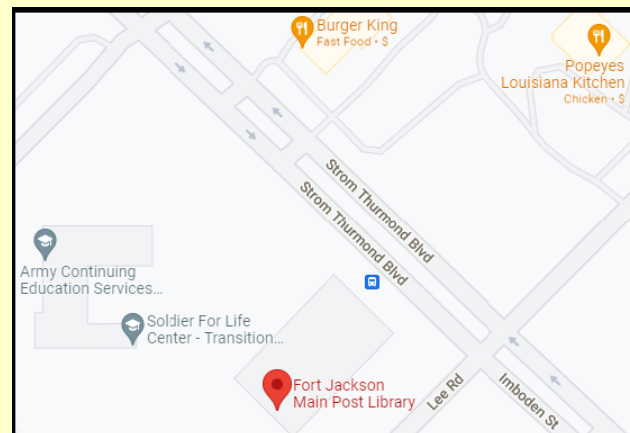 Burger King
Fast Food • $
Popeyes
Louisiana Kitchen
Chicken • $
Strom Thurmond Blvd
Strom Thurmond Blvd
Army Continuing
Education Services...
Soldier For Life
Center - Transition...
Fort Jackson
Main Post Library
Lee Rd
Imboden St